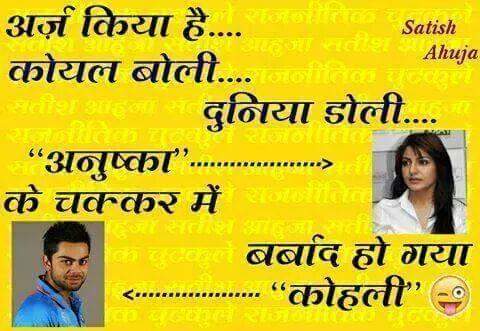 अर्ज़ किया है....
Satish
Ahuja
कोयल बोली....
दुनिया डोली....
“अनुष्का”....................>
के चक्कर में
बर्बाद हो गया
<.................. “कोहली”